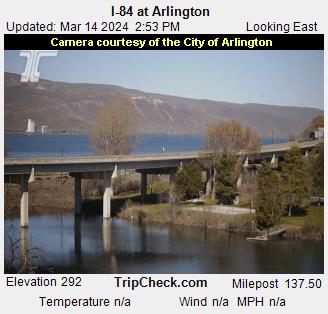 I-84 at Arlington
Updated: Mar 14 2024 2:53 PM Looking East
Camera courtesy of the City of Arlington
Elevation 292 TripCheck.com Milepost 137.50
Temperature n/a Wind n/a MPH n/a